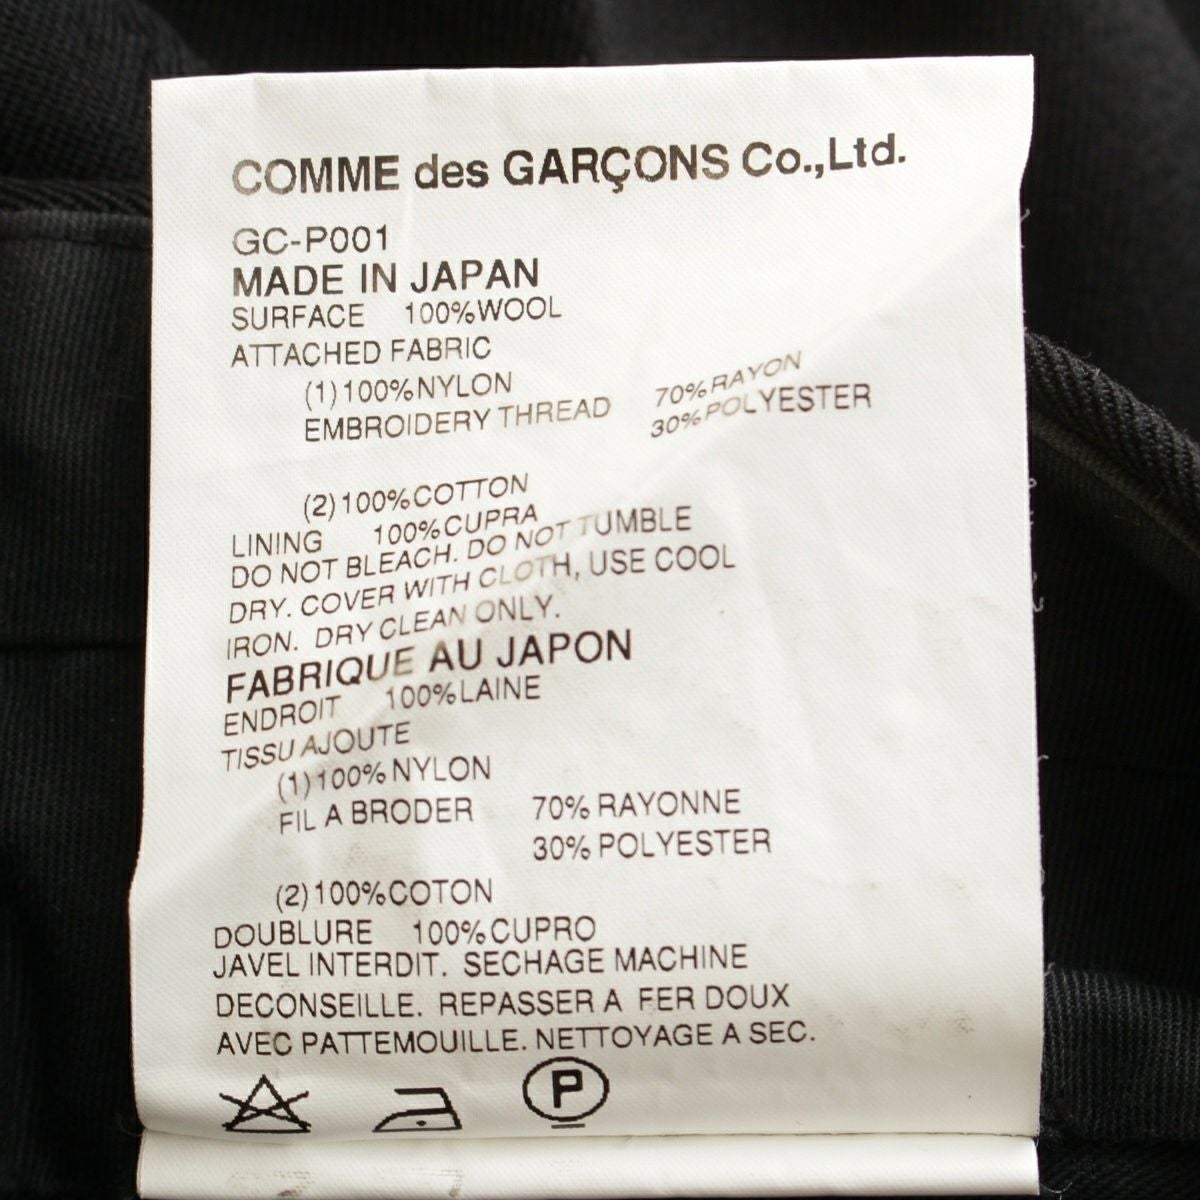 COMME des GARÇONS Co.,Ltd.
GC-P001
MADE IN JAPAN
SURFACE 100%WOOL
ATTACHED FABRIC
(1)100%NYLON
EMBROIDERY THREAD 70%RAYON
30%POLYESTER
(2)100%COTTON
LINING 100%CUPRA
DO NOT BLEACH. DO NOT TUMBLE
DRY. COVER WITH CLOTH, USE COOL
IRON. DRY CLEAN ONLY.
FABRIQUE AU JAPON
ENDROIT 100%LAINE
TISSU AJOUTE
(1)100%NYLON
FIL A BRODER 70% RAYONNE
30% POLYESTER
(2)100%COTON
DOUBLURE 100%CUPRO
JAVEL INTERDIT. SECHAGE MACHINE
DECONSEILLE. REPASSER A FER DOUX
AVEC PATTEMOUILLE. NETTOYAGE A SEC.
P